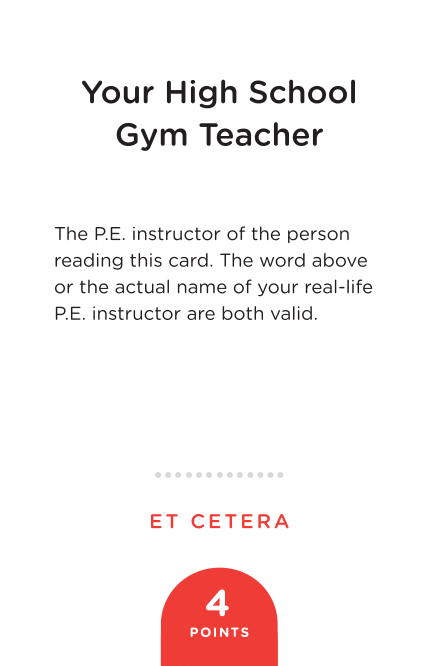 Your High School
Gym Teacher
The P.E. instructor of the person
reading this card. The word above
or the actual name of your real-life
P.E. instructor are both valid.
ET CETERA
4
POINTS